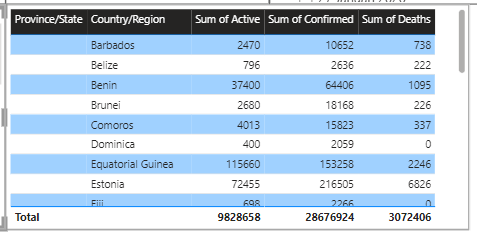 Province/State Country/Region Sum of Active Sum of Confirmed Sum of Deaths
Barbados 2470 10652 738
Belize 796 2636 222
Benin 37400 64406 1095
Brunei 2680 18168 226
Comoros 4013 15823 337
Dominica 400 2059 0
Equatorial Guinea 115660 153258 2246
Estonia 72455 216505 6826
Fiji 698 2266 0
Total 9828658 28676924 3072406